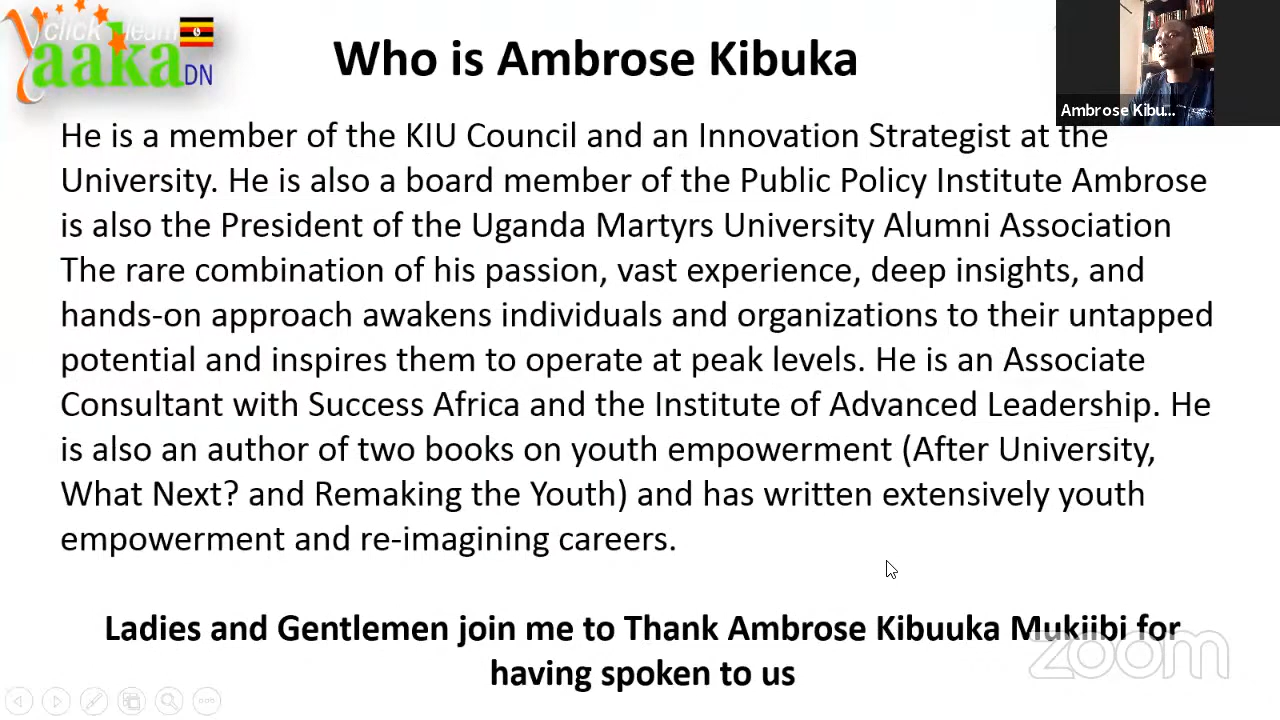 click learn
Yaaka DN
Who is Ambrose Kibuka
Ambrose Kibu...
He is a member of the KIU Council and an Innovation Strategist at the
University. He is also a board member of the Public Policy Institute Ambrose
is also the President of the Uganda Martyrs University Alumni Association
The rare combination of his passion, vast experience, deep insights, and
hands-on approach awakens individuals and organizations to their untapped
potential and inspires them to operate at peak levels. He is an Associate
Consultant with Success Africa and the Institute of Advanced Leadership. He
is also an author of two books on youth empowerment (After University,
What Next? and Remaking the Youth) and has written extensively youth
empowerment and re-imagining careers.
Ladies and Gentlemen join me to Thank Ambrose Kibuuka Mukiibi for
having spoken to us
zoom